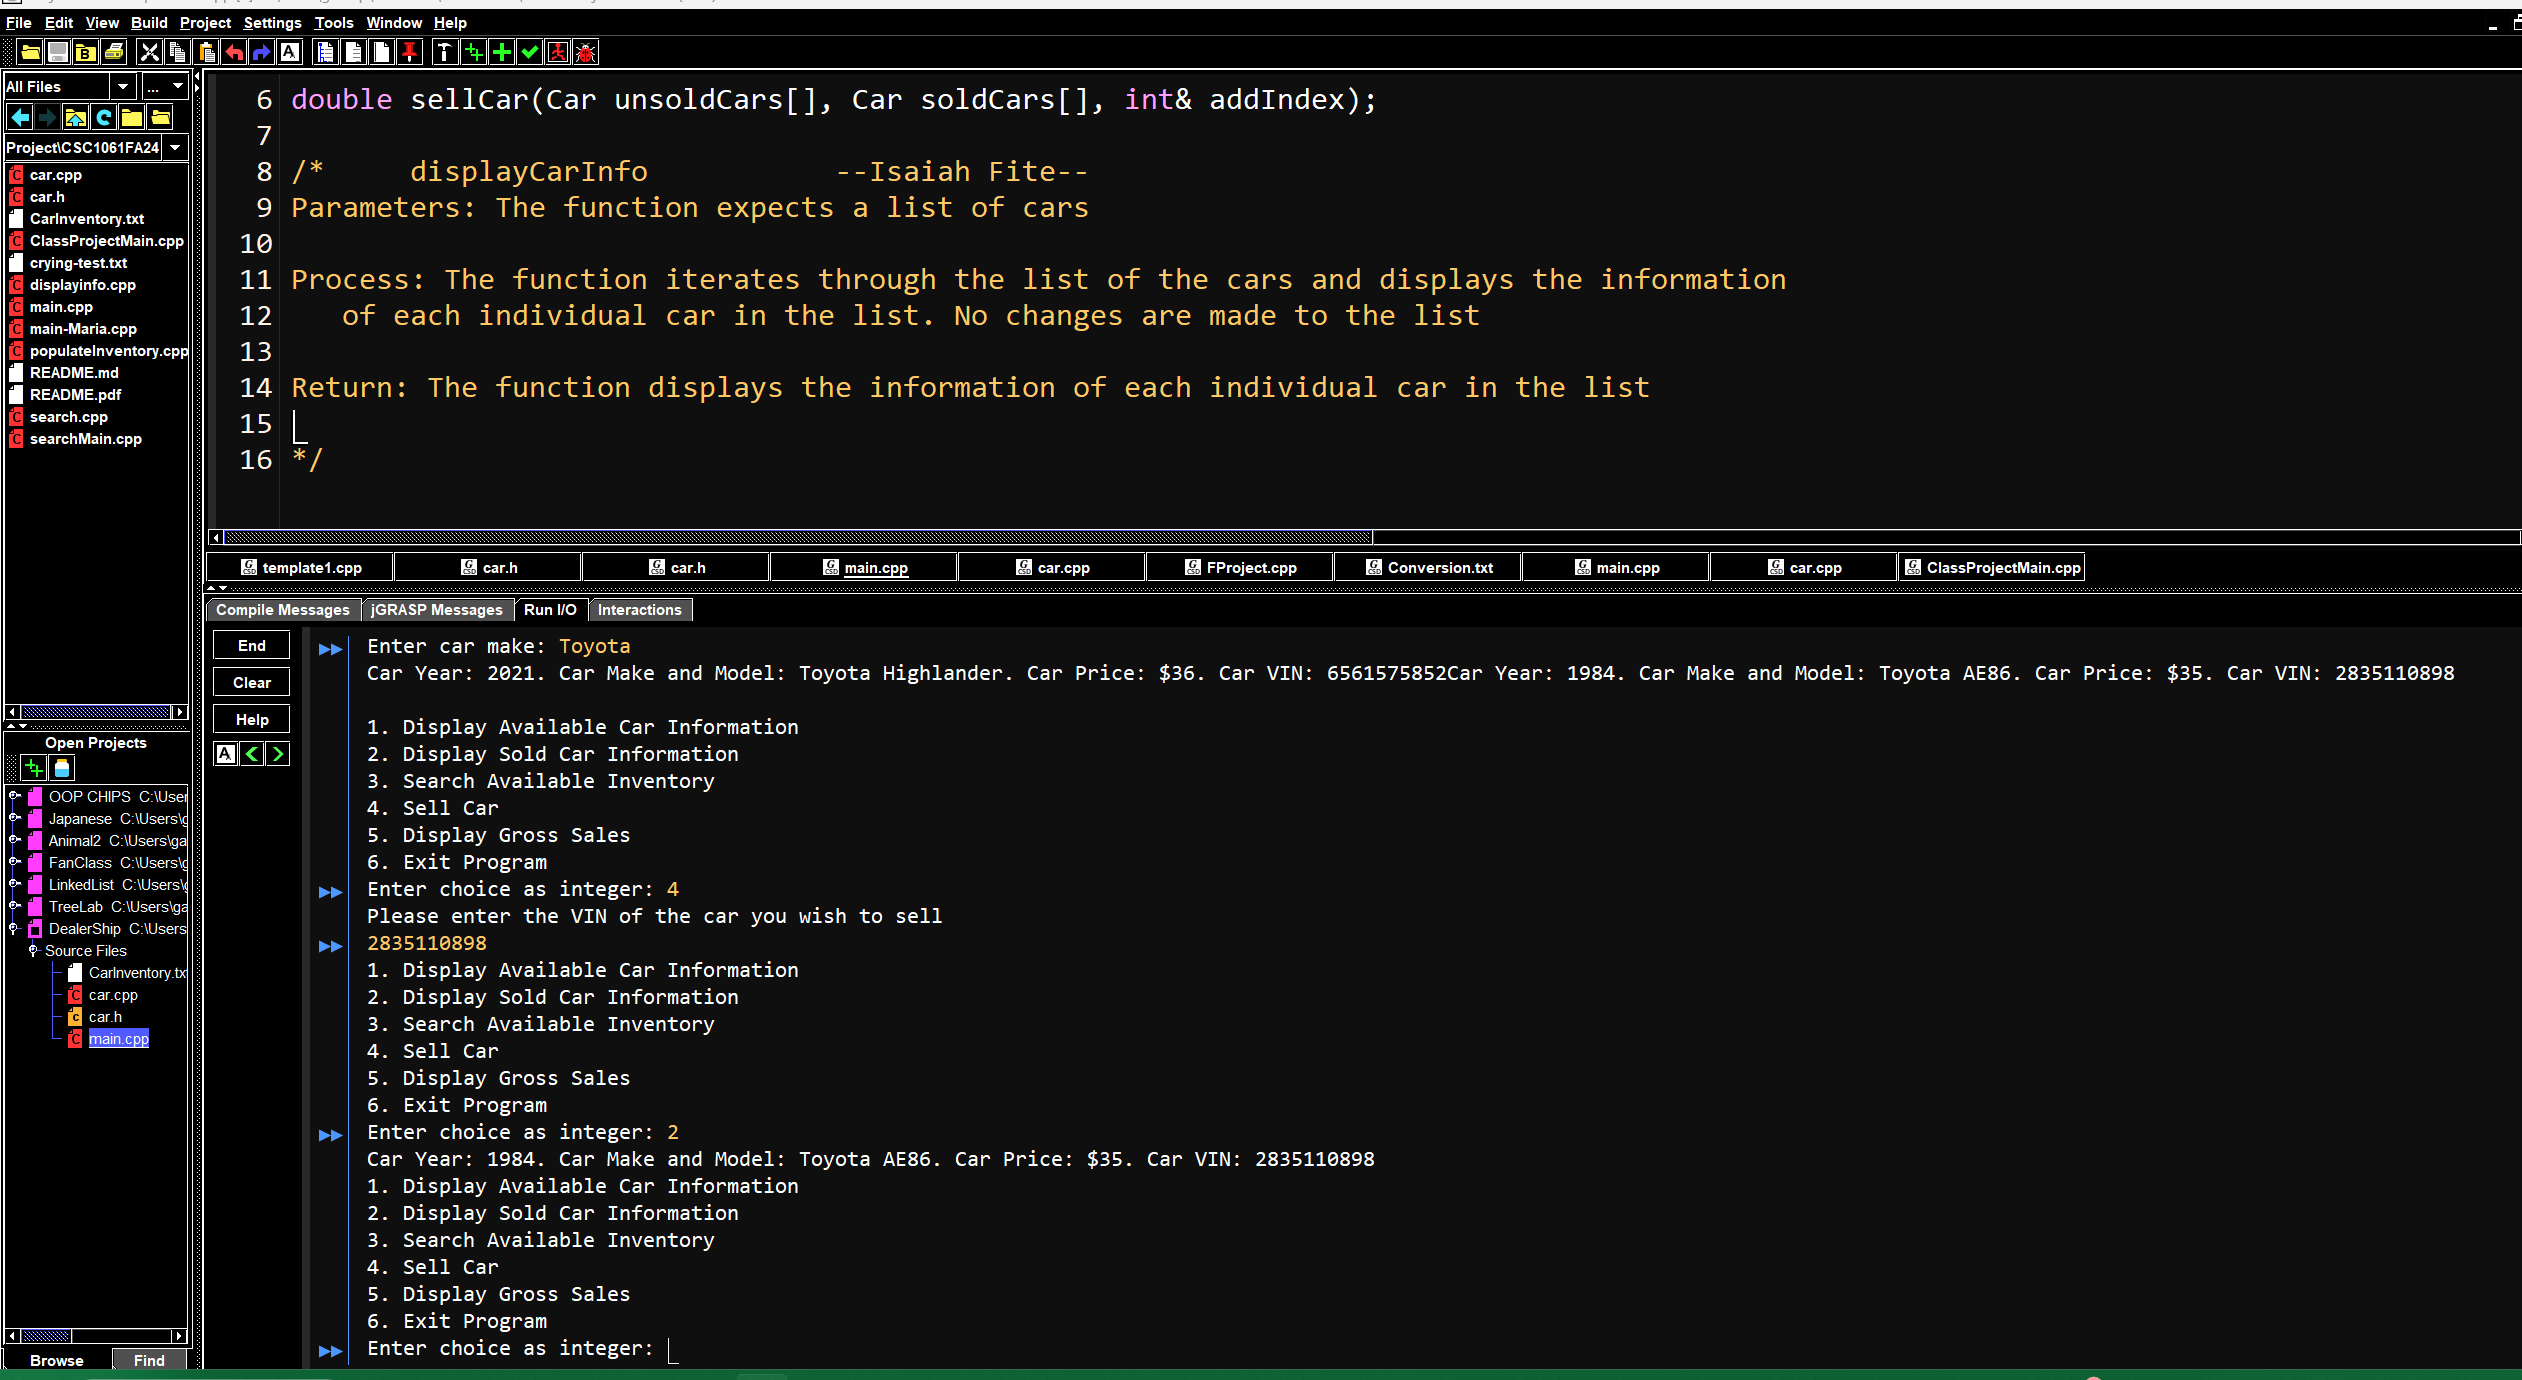 File Edit View Build Project Settings Tools Window Help
All Files
...
Project\CSC1061FA24
car.cpp
car.h
CarInventory.txt
ClassProjectMain.cpp
crying-test.txt
displayinfo.cpp
main.cpp
main-Maria.cpp
populateInventory.cpp
README.md
README.pdf
search.cpp
searchMain.cpp
Open Projects
OOP CHIPS C:\User
Japanese C:\Users\g
Animal2 C:\Users\ga
FanClass C:\Users\g
LinkedList C:\Users\g
TreeLab C:\Users\ga
DealerShip C:\Users
Source Files
CarInventory.tx
car.cpp
car.h
main.cpp
Browse Find
6 double sellCar(Car unsoldCars[], Car soldCars[], int& addIndex);
7
8 /* displayCarInfo --Isaiah Fite--
9 Parameters: The function expects a list of cars
10
11 Process: The function iterates through the list of the cars and displays the information
12 of each individual car in the list. No changes are made to the list
13
14 Return: The function displays the information of each individual car in the list
15
16 */
template1.cpp car.h car.h main.cpp car.cpp FProject.cpp Conversion.txt main.cpp car.cpp ClassProjectMain.cpp
Compile Messages jGRASP Messages Run I/O Interactions
End
Clear
Help
Enter car make: Toyota
Car Year: 2021. Car Make and Model: Toyota Highlander. Car Price: $36. Car VIN: 6561575852Car Year: 1984. Car Make and Model: Toyota AE86. Car Price: $35. Car VIN: 2835110898
1. Display Available Car Information
2. Display Sold Car Information
3. Search Available Inventory
4. Sell Car
5. Display Gross Sales
6. Exit Program
Enter choice as integer: 4
Please enter the VIN of the car you wish to sell
2835110898
1. Display Available Car Information
2. Display Sold Car Information
3. Search Available Inventory
4. Sell Car
5. Display Gross Sales
6. Exit Program
Enter choice as integer: 2
Car Year: 1984. Car Make and Model: Toyota AE86. Car Price: $35. Car VIN: 2835110898
1. Display Available Car Information
2. Display Sold Car Information
3. Search Available Inventory
4. Sell Car
5. Display Gross Sales
6. Exit Program
Enter choice as integer: